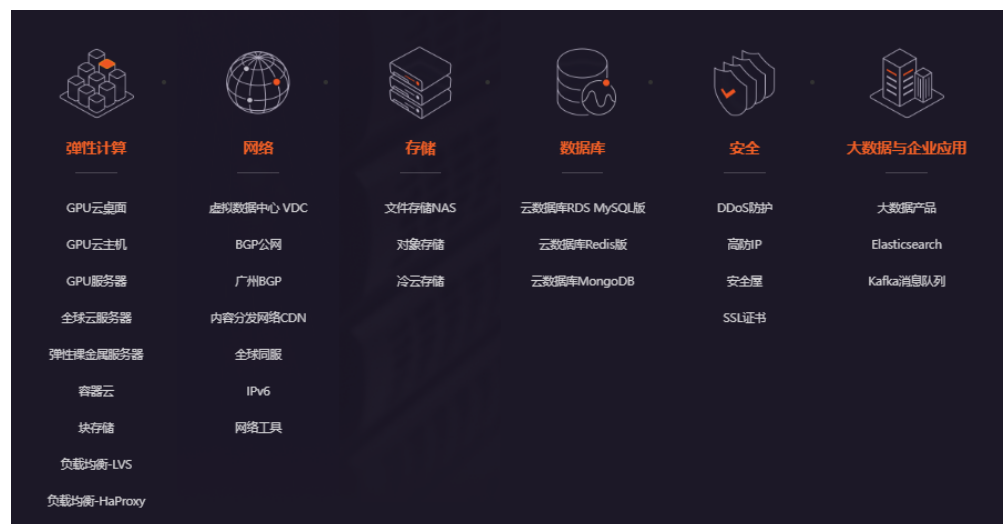 弹性计算
GPU云桌面
GPU云主机
GPU服务器
全球云服务器
弹性课金属服务器
容器云
块存储
负载均衡-LVS
负载均衡-HaProxy
网络
虚拟数据中心 VDC
BGP公网
广州BGP
内容分发网络CDN
全球同服
IPv6
网络工具
存储
文件存储NAS
对象存储
冷云存储
数据库
云数据库RDS MySQL版
云数据库Redis版
云数据库MongoDB
安全
DDoS防护
高防IP
安全屋
SSL证书
大数据与企业应用
大数据产品
Elasticsearch
Kafka消息队列